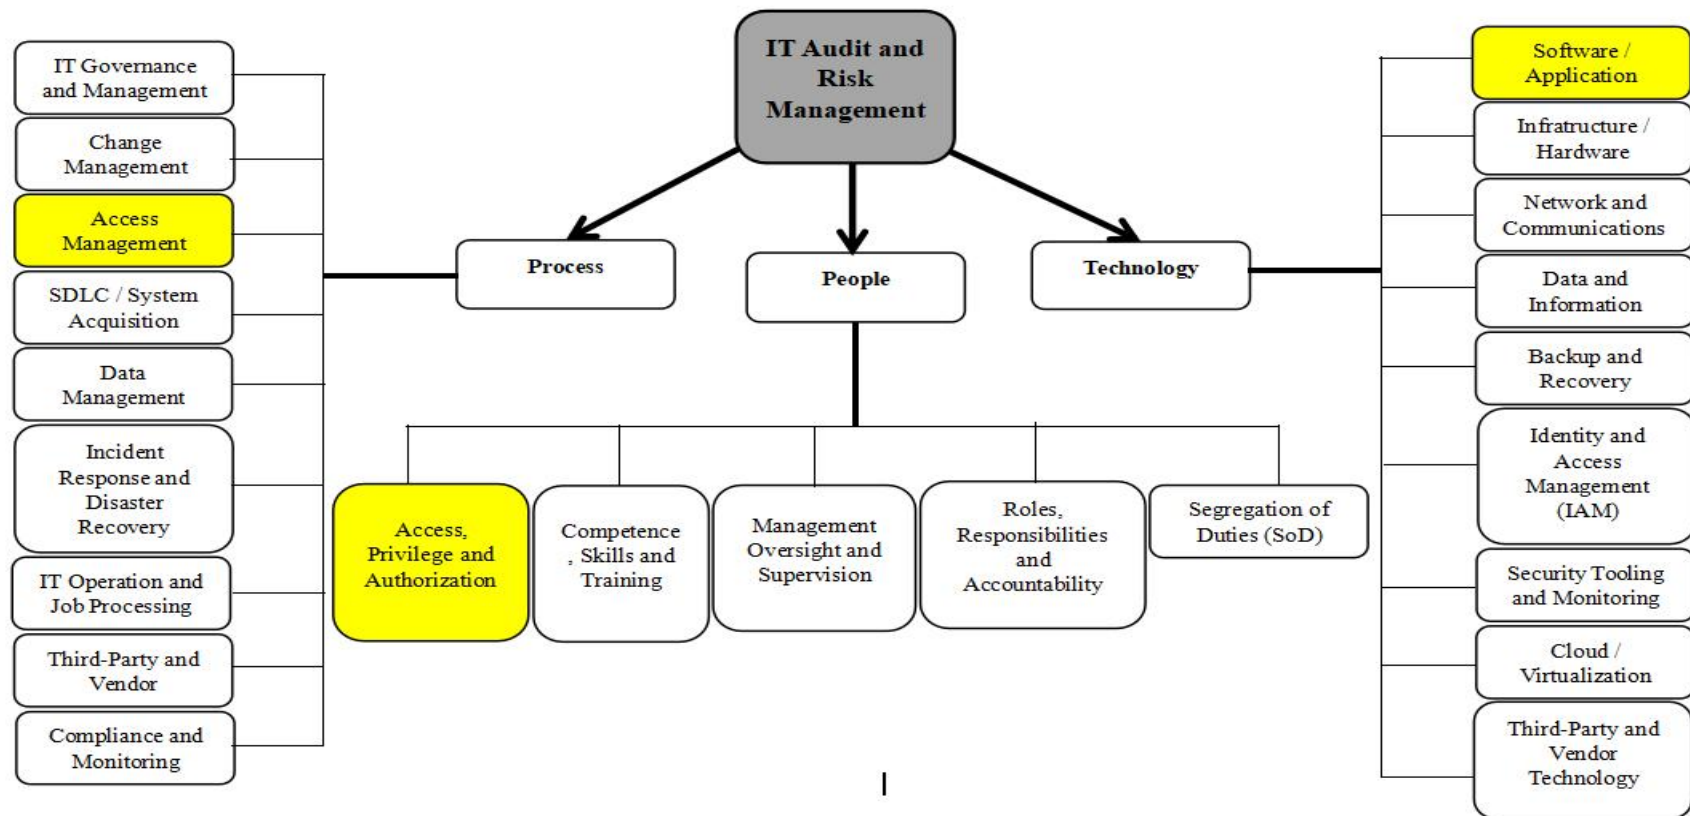 IT Audit and
Risk
Management
Process
People
Technology
IT Governance
and Management
Change
Management
Access
Management
SDLC / System
Acquisition
Data
Management
Incident
Response and
Disaster
Recovery
IT Operation and
Job Processing
Third-Party and
Vendor
Compliance and
Monitoring
Access,
Privilege and
Authorization
Competence
, Skills and
Training
Management
Oversight and
Supervision
Roles,
Responsibilities
and
Accountability
Segregation of
Duties (SoD)
Software /
Application
Infratructure /
Hardware
Network and
Communications
Data and
Information
Backup and
Recovery
Identity and
Access
Management
(IAM)
Security Tooling
and Monitoring
Cloud /
Virtualization
Third-Party and
Vendor
Technology